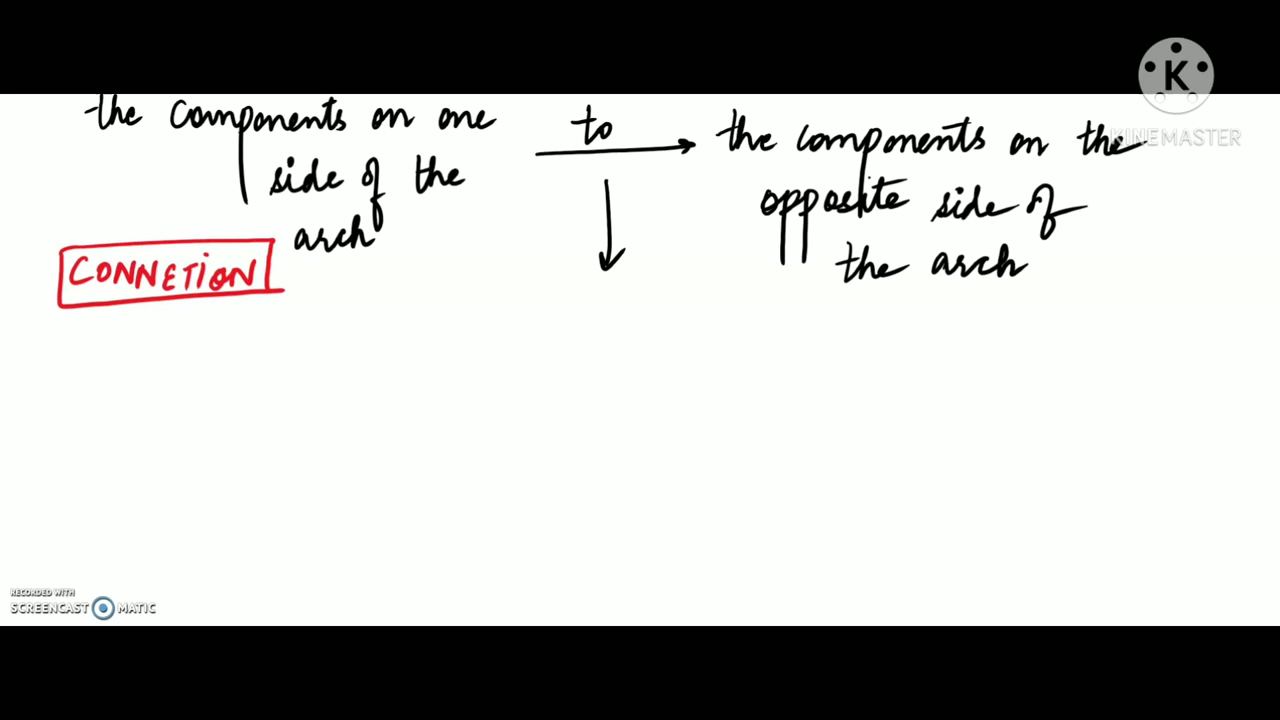 the components on one
side of the
arch
to
the components on the
opposite side of
the arch
CONNETION
K
KINEMASTER
RECORDED WITH
SCREENCAST MATIC